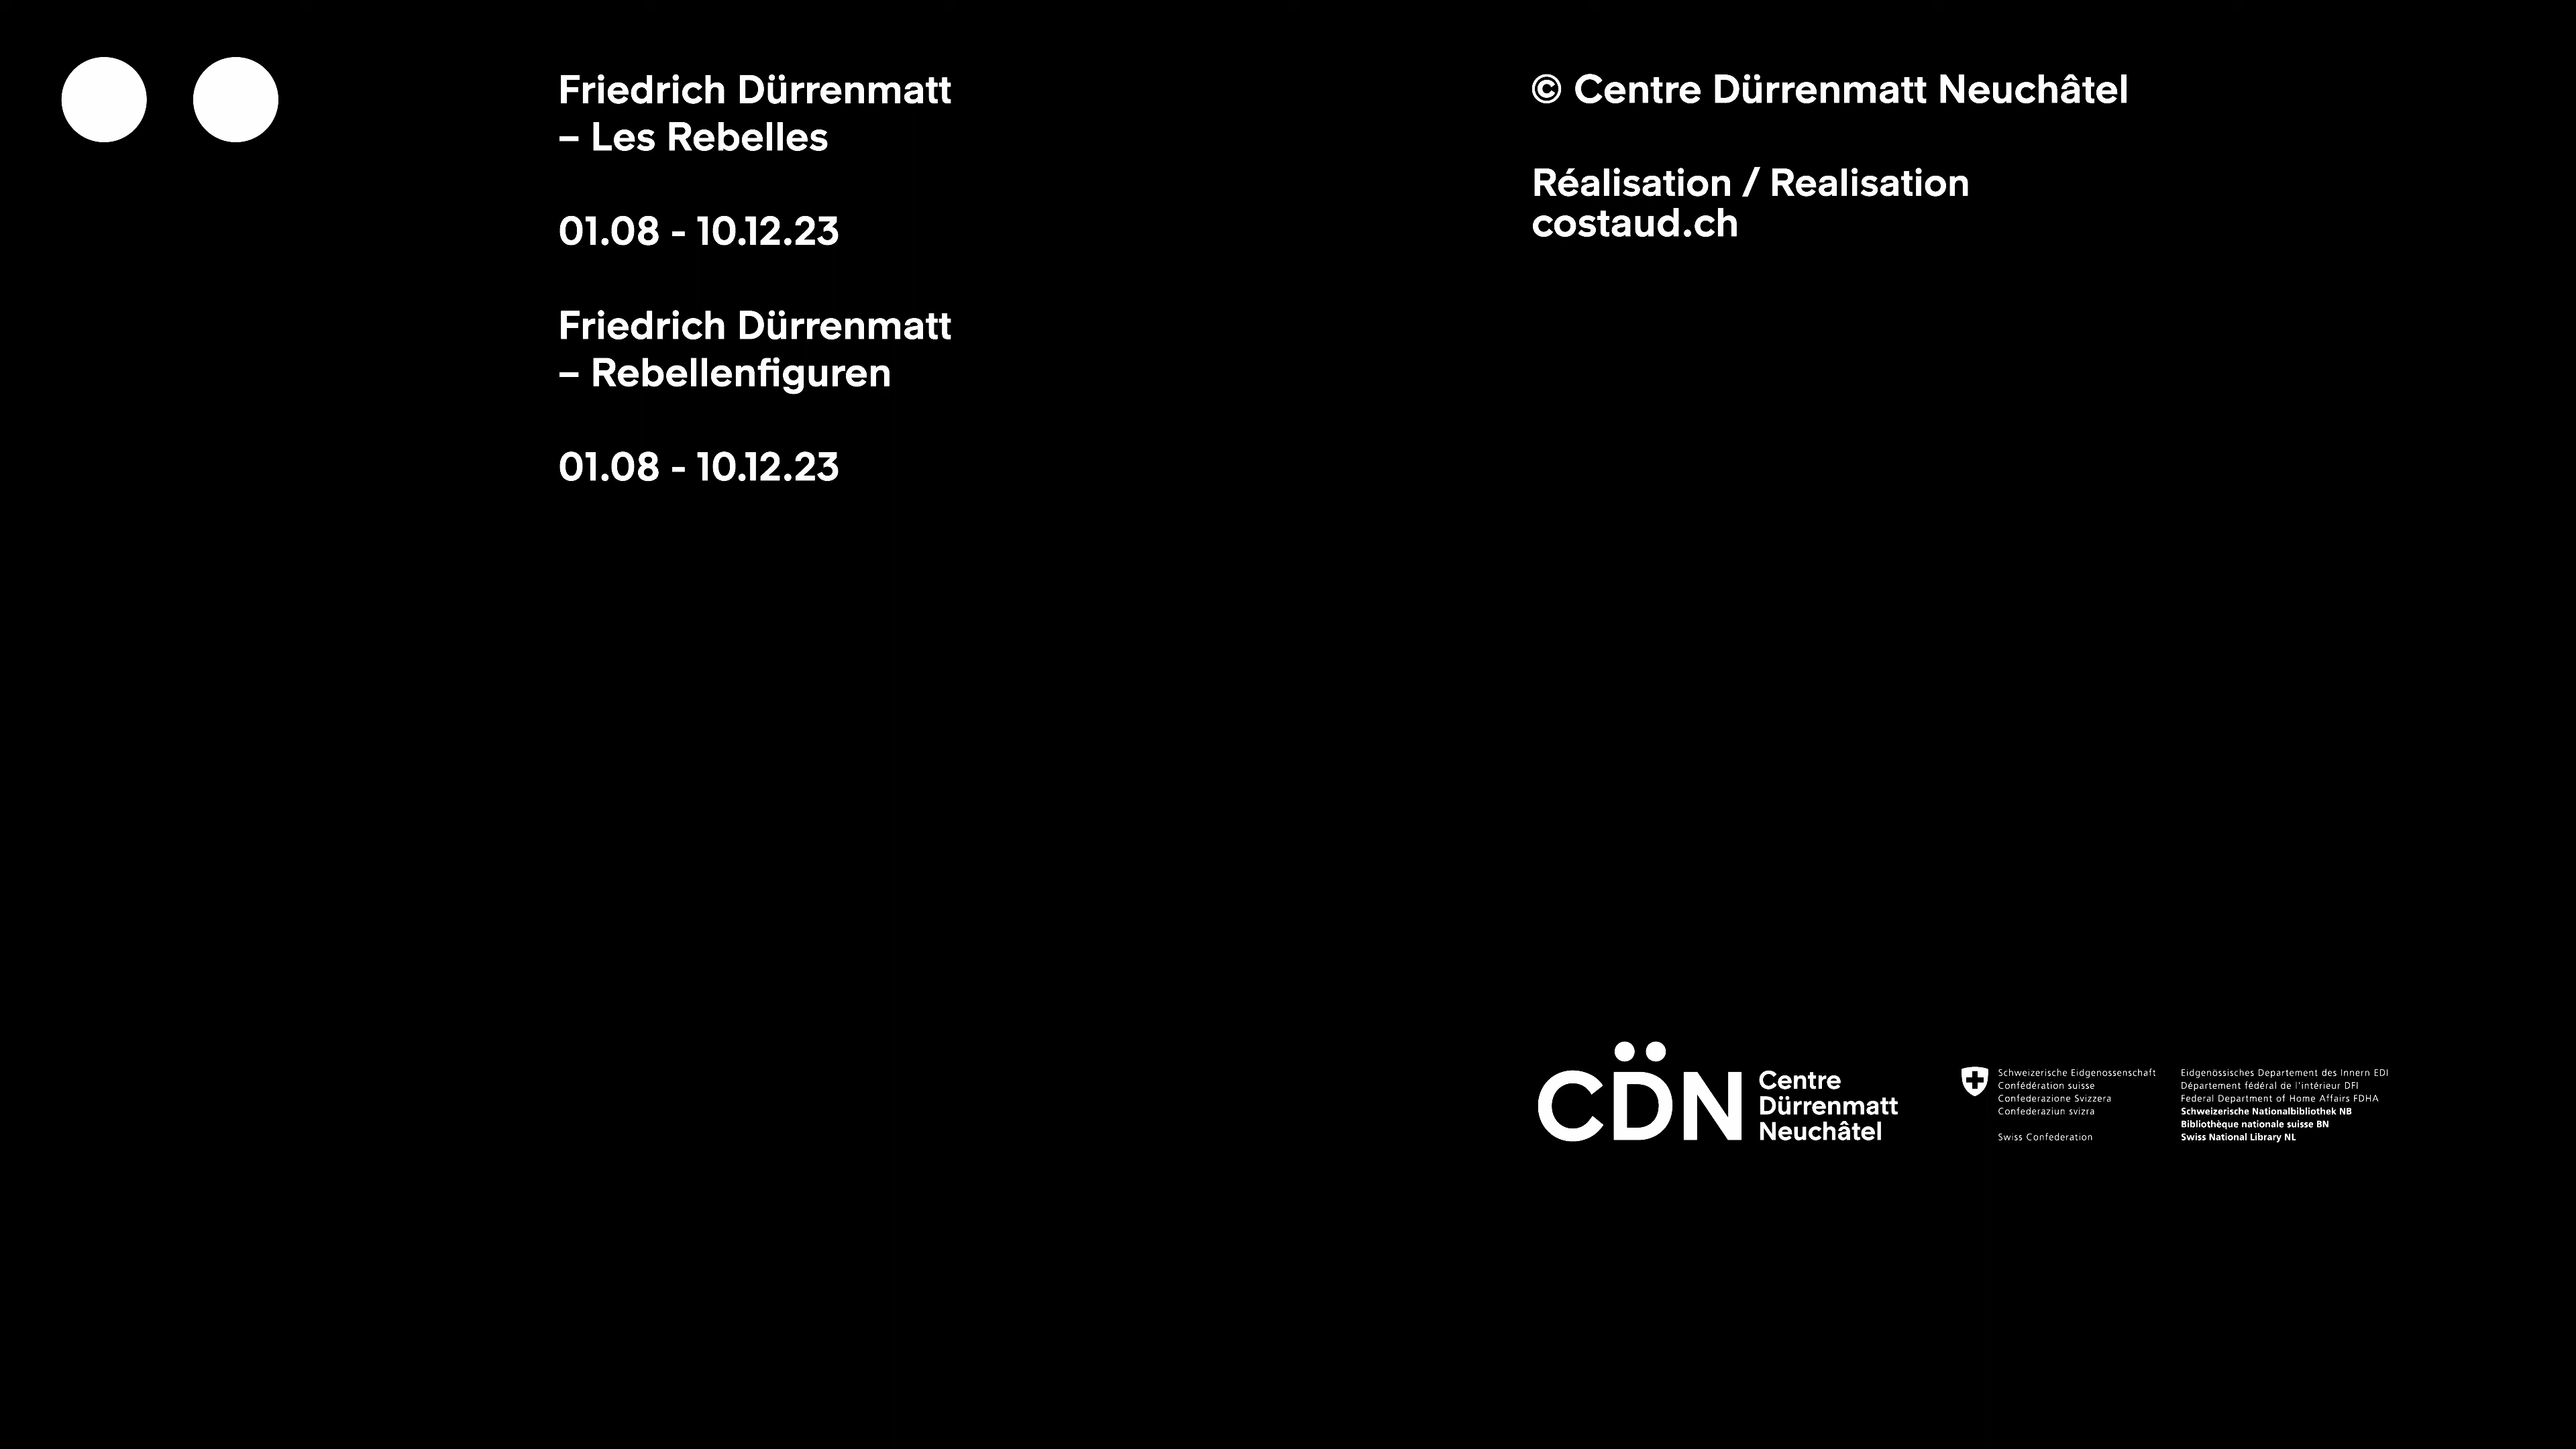 Friedrich Dürrenmatt
– Les Rebelles
01.08 - 10.12.23
Friedrich Dürrenmatt
– Rebellenfiguren
01.08 - 10.12.23
© Centre Dürrenmatt Neuchâtel
Réalisation / Realisation
costaud.ch
CDN
Centre
Dürrenmatt
Neuchâtel
Schweizerische Eidgenossenschaft
Confédération suisse
Confederazione Svizzera
Confederaziun svizra
Swiss Confederation
Eidgenössisches Departement des Innern EDI
Département fédéral de l'intérieur DFI
Federal Department of Home Affairs FDHA
Schweizerische Nationalbibliothek NB
Bibliothèque nationale suisse BN
Swiss National Library NL